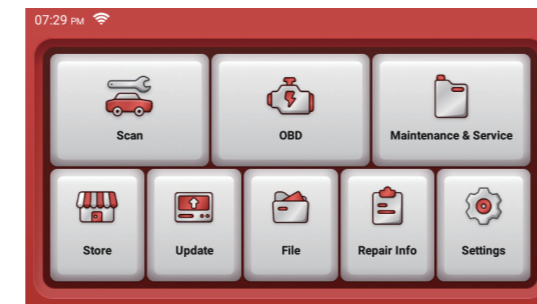 07:29 PM
Scan
OBD
Maintenance & Service
Store
Update
File
Repair Info
Settings